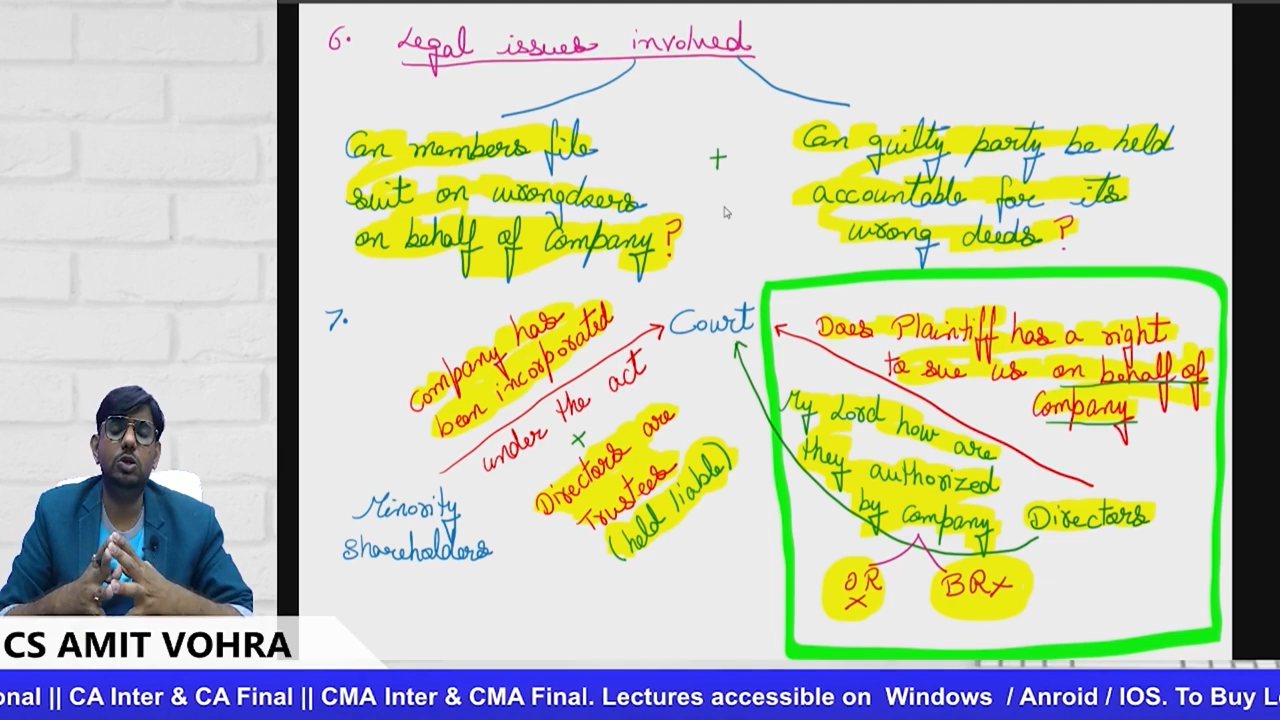 6. Legal issues involved
Can members file
suit on wrongdoers
on behalf of Company?
+
Can guilty party be held
accountable for its
wrong deeds?
7.
Company has
been incorporated
under the act
+
Directors are
Trustees
(held liable)
Minority
shareholders
Court
Does Plaintiff has a right
to sue us on behalf of
Company
My Lord how are
they authorized
by Company
Directors
OR
x
BRx
CS AMIT VOHRA
onal || CA Inter & CA Final || CMA Inter & CMA Final. Lectures accessible on Windows / Anroid / IOS. To Buy L